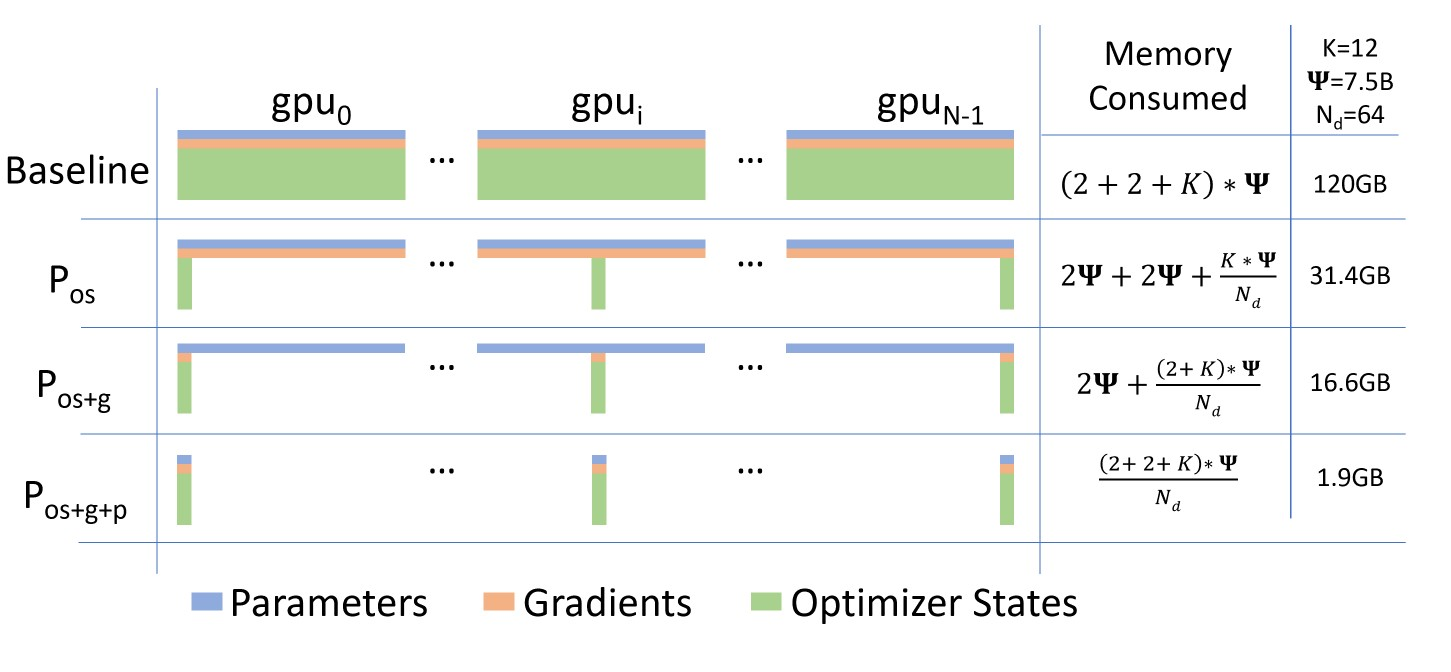 gpu0 gpui gpuN-1 Memory Consumed K=12 Ψ=7.5B Nd=64
Baseline ... ... (2 + 2 + K) ∗ Ψ 120GB
Pos ... ... 2Ψ + 2Ψ + K ∗ Ψ / Nd 31.4GB
Pos+g ... ... 2Ψ + (2+ K)∗ Ψ / Nd 16.6GB
Pos+g+p ... ... (2+ 2+ K)∗ Ψ / Nd 1.9GB
Parameters Gradients Optimizer States